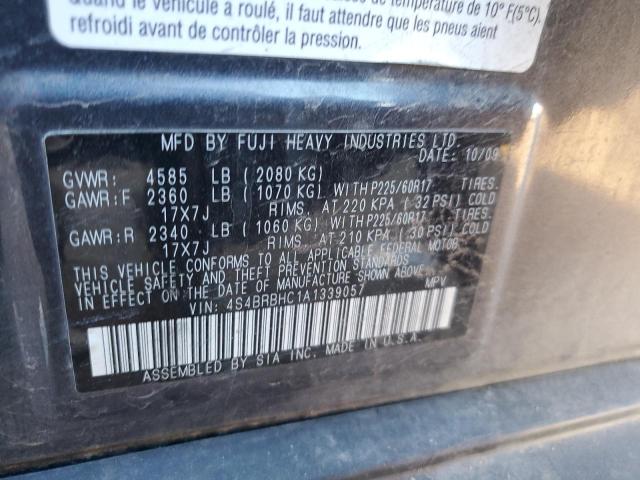 Quand le véhicule a roulé, il faut attendre que les pneus aient
température de 10° F(5°C).
refroidi avant de contrôler la pression.
MFD BY FUJI HEAVY INDUSTRIES LTD.
DATE: 10/09
GVWR: 4585 LB (2080 KG)
GAWR:F 2360 LB (1070 KG) WITH P225/60R17 TIRES,
17X7J RIMS, AT 220 KPA (32 PSI) COLD
GAWR:R 2340 LB (1060 KG) WITH P225/60R17 TIRES,
17X7J RIMS, AT 210 KPA (30 PSI) COLD
THIS VEHICLE CONFORMS TO ALL APPLICABLE FEDERAL MOTOR
VEHICLE SAFETY AND THEFT PREVENTION STANDARDS
IN EFFECT ON THE DATE OF MANUFACTURE SHOWN ABOVE.
VIN: 4S4BRBHC1A1339057 MPV
ASSEMBLED BY SIA INC. MADE IN U.S.A.